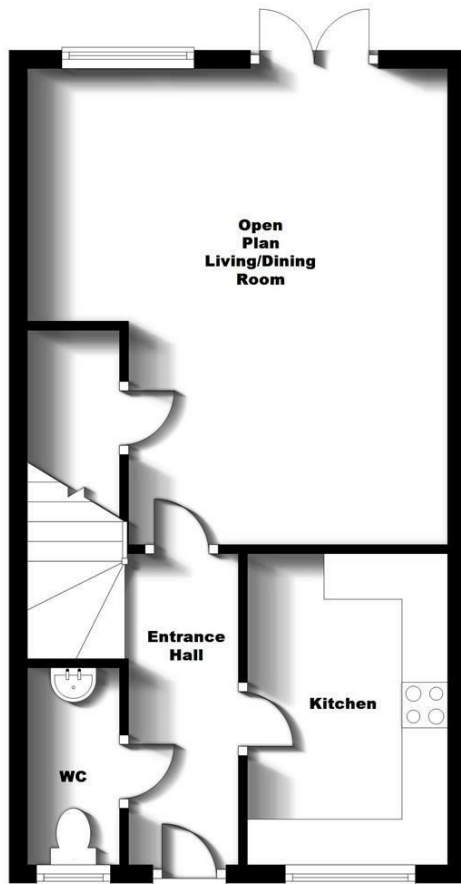 Open
Plan
Living/Dining
Room
Entrance
Hall
Kitchen
WC